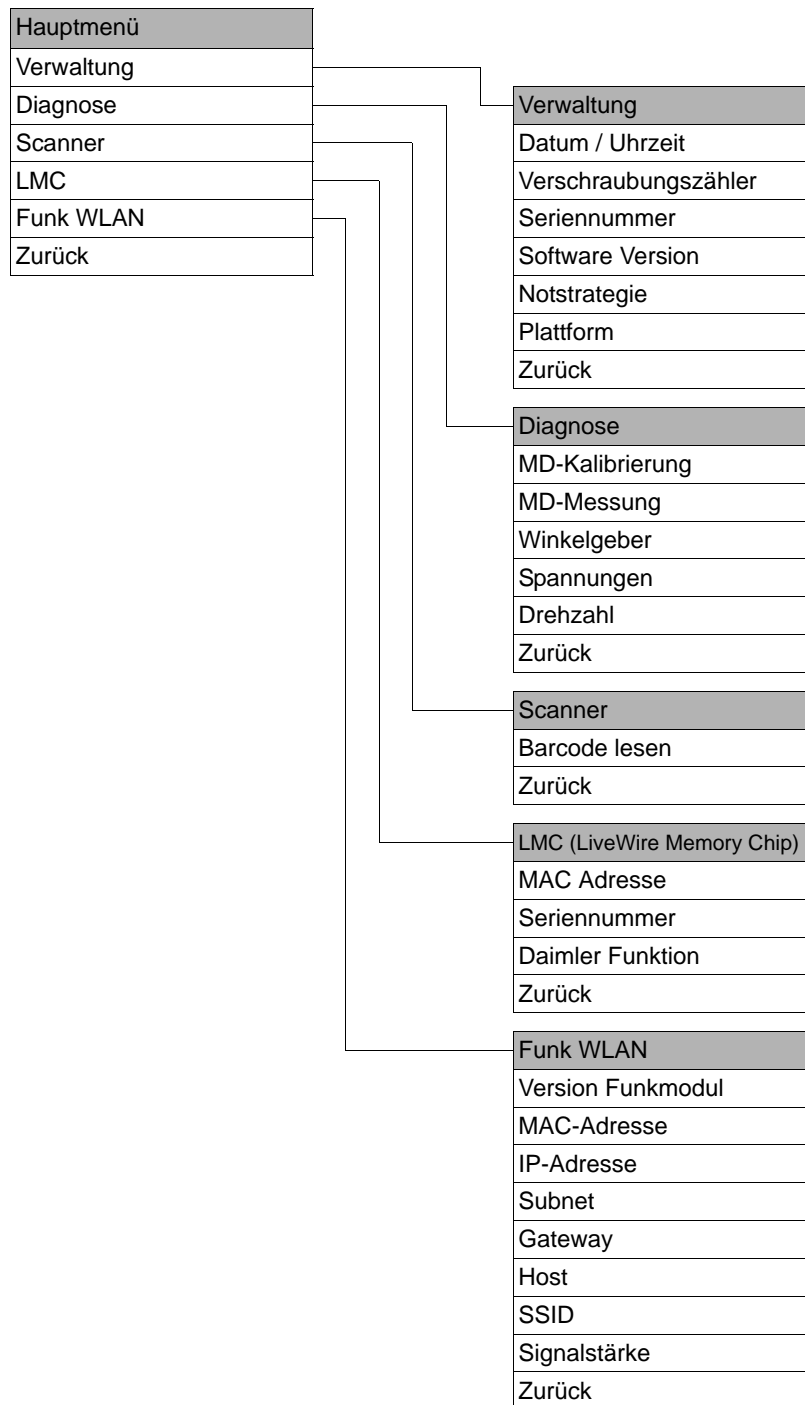 Hauptmenü
Verwaltung
Diagnose
Scanner
LMC
Funk WLAN
Zurück
Verwaltung
Datum / Uhrzeit
Verschraubungszähler
Seriennummer
Software Version
Notstrategie
Plattform
Zurück
Diagnose
MD-Kalibrierung
MD-Messung
Winkelgeber
Spannungen
Drehzahl
Zurück
Scanner
Barcode lesen
Zurück
LMC (LiveWire Memory Chip)
MAC Adresse
Seriennummer
Daimler Funktion
Zurück
Funk WLAN
Version Funkmodul
MAC-Adresse
IP-Adresse
Subnet
Gateway
Host
SSID
Signalstärke
Zurück